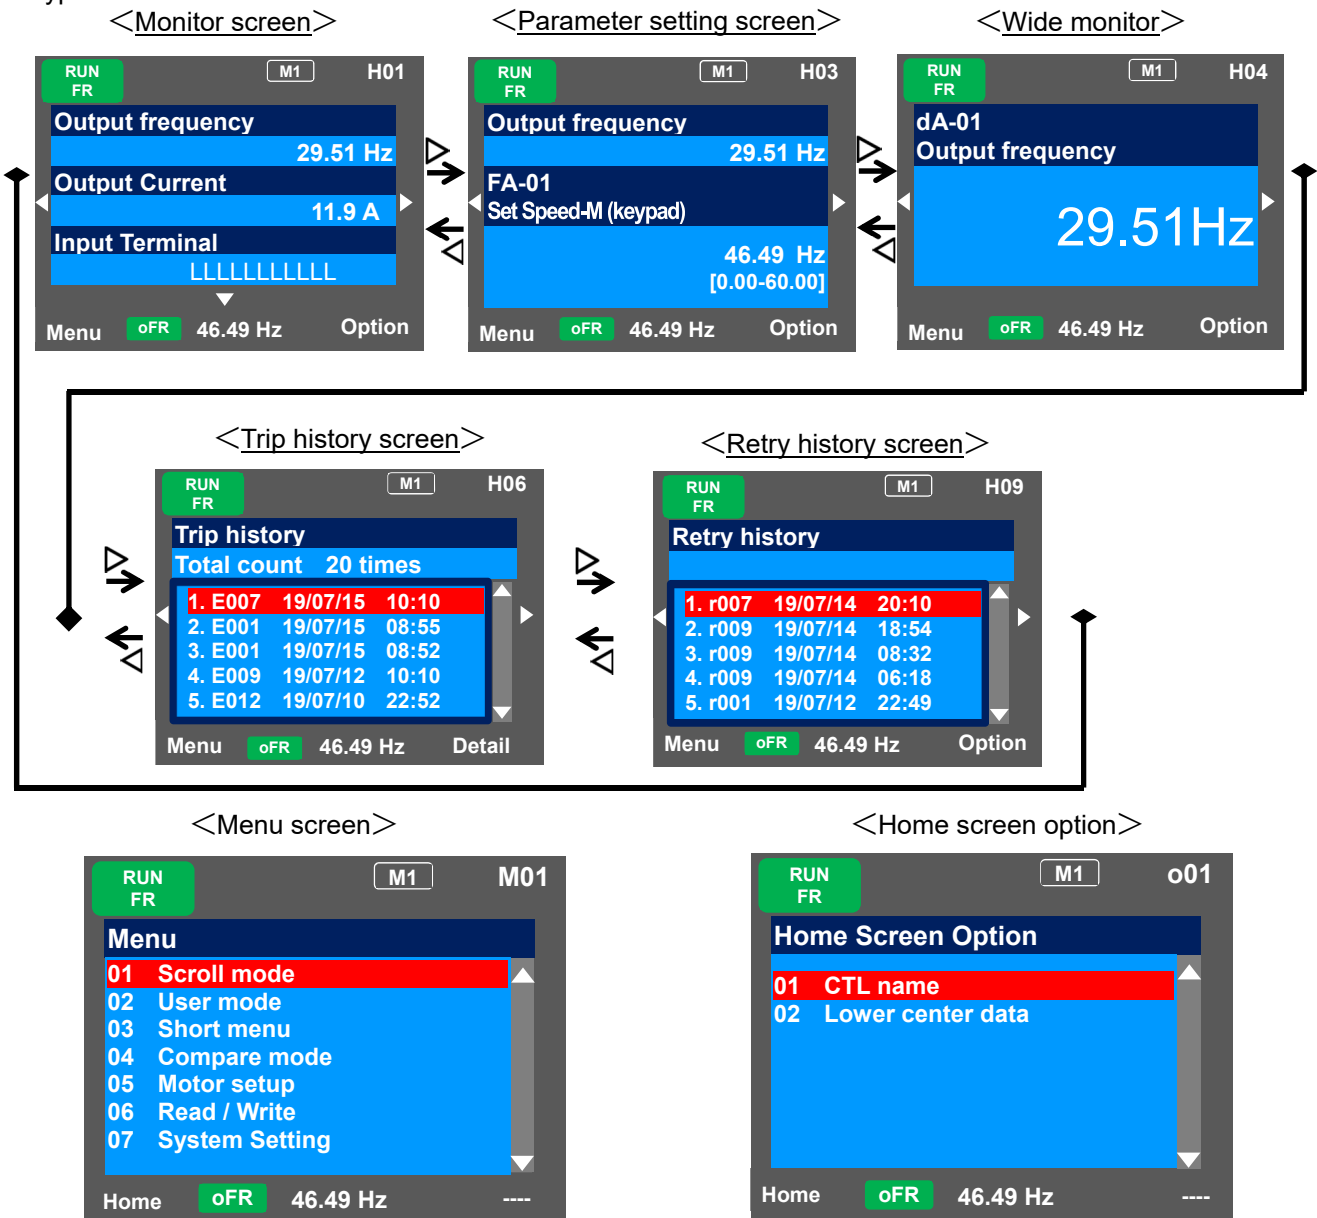 <Monitor screen>
<Parameter setting screen>
<Wide monitor>
RUN
FR
M1
H01
Output frequency
29.51 Hz
Output Current
11.9 A
Input Terminal
LLLLLLLLLLL
Menu
oFR
46.49 Hz
Option
RUN
FR
M1
H03
Output frequency
29.51 Hz
FA-01
Set Speed-M (keypad)
46.49 Hz
[0.00-60.00]
Menu
oFR
46.49 Hz
Option
RUN
FR
M1
H04
dA-01
Output frequency
29.51Hz
Menu
oFR
46.49 Hz
Option
<Trip history screen>
<Retry history screen>
RUN
FR
M1
H06
Trip history
Total count 20 times
1. E007 19/07/15 10:10
2. E001 19/07/15 08:55
3. E001 19/07/15 08:52
4. E009 19/07/12 10:10
5. E012 19/07/10 22:52
Menu
oFR
46.49 Hz
Detail
RUN
FR
M1
H09
Retry history
1. r007 19/07/14 20:10
2. r009 19/07/14 18:54
3. r009 19/07/14 08:32
4. r009 19/07/14 06:18
5. r001 19/07/12 22:49
Menu
oFR
46.49 Hz
Option
<Menu screen>
<Home screen option>
RUN
FR
M1
M01
Menu
01 Scroll mode
02 User mode
03 Short menu
04 Compare mode
05 Motor setup
06 Read / Write
07 System Setting
Home
oFR
46.49 Hz
----
RUN
FR
M1
o01
Home Screen Option
01 CTL name
02 Lower center data
Home
oFR
46.49 Hz
----